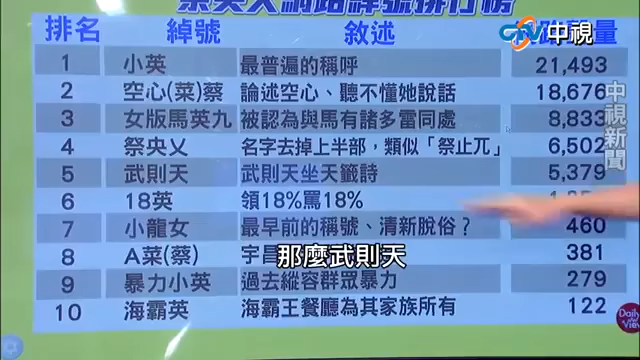 排名 綽號 敘述 量
中視
1 小英 最普遍的稱呼 21,493
2 空心(菜)蔡 論述空心、聽不懂她說話 18,676
3 女版馬英九 被認為與馬有諸多雷同處 8,833
4 祭央乂 名字去掉上半部，類似「祭止兀」 6,502
5 武則天 武則天坐天籤詩 5,379
6 18英 領18%罵18%
7 小龍女 最早前的稱號、清新脫俗？ 460
8 A菜(蔡) 宇昌 381
9 暴力小英 過去縱容群眾暴力 279
10 海霸英 海霸王餐廳為其家族所有 122
那麼武則天
中視新聞
Daily View